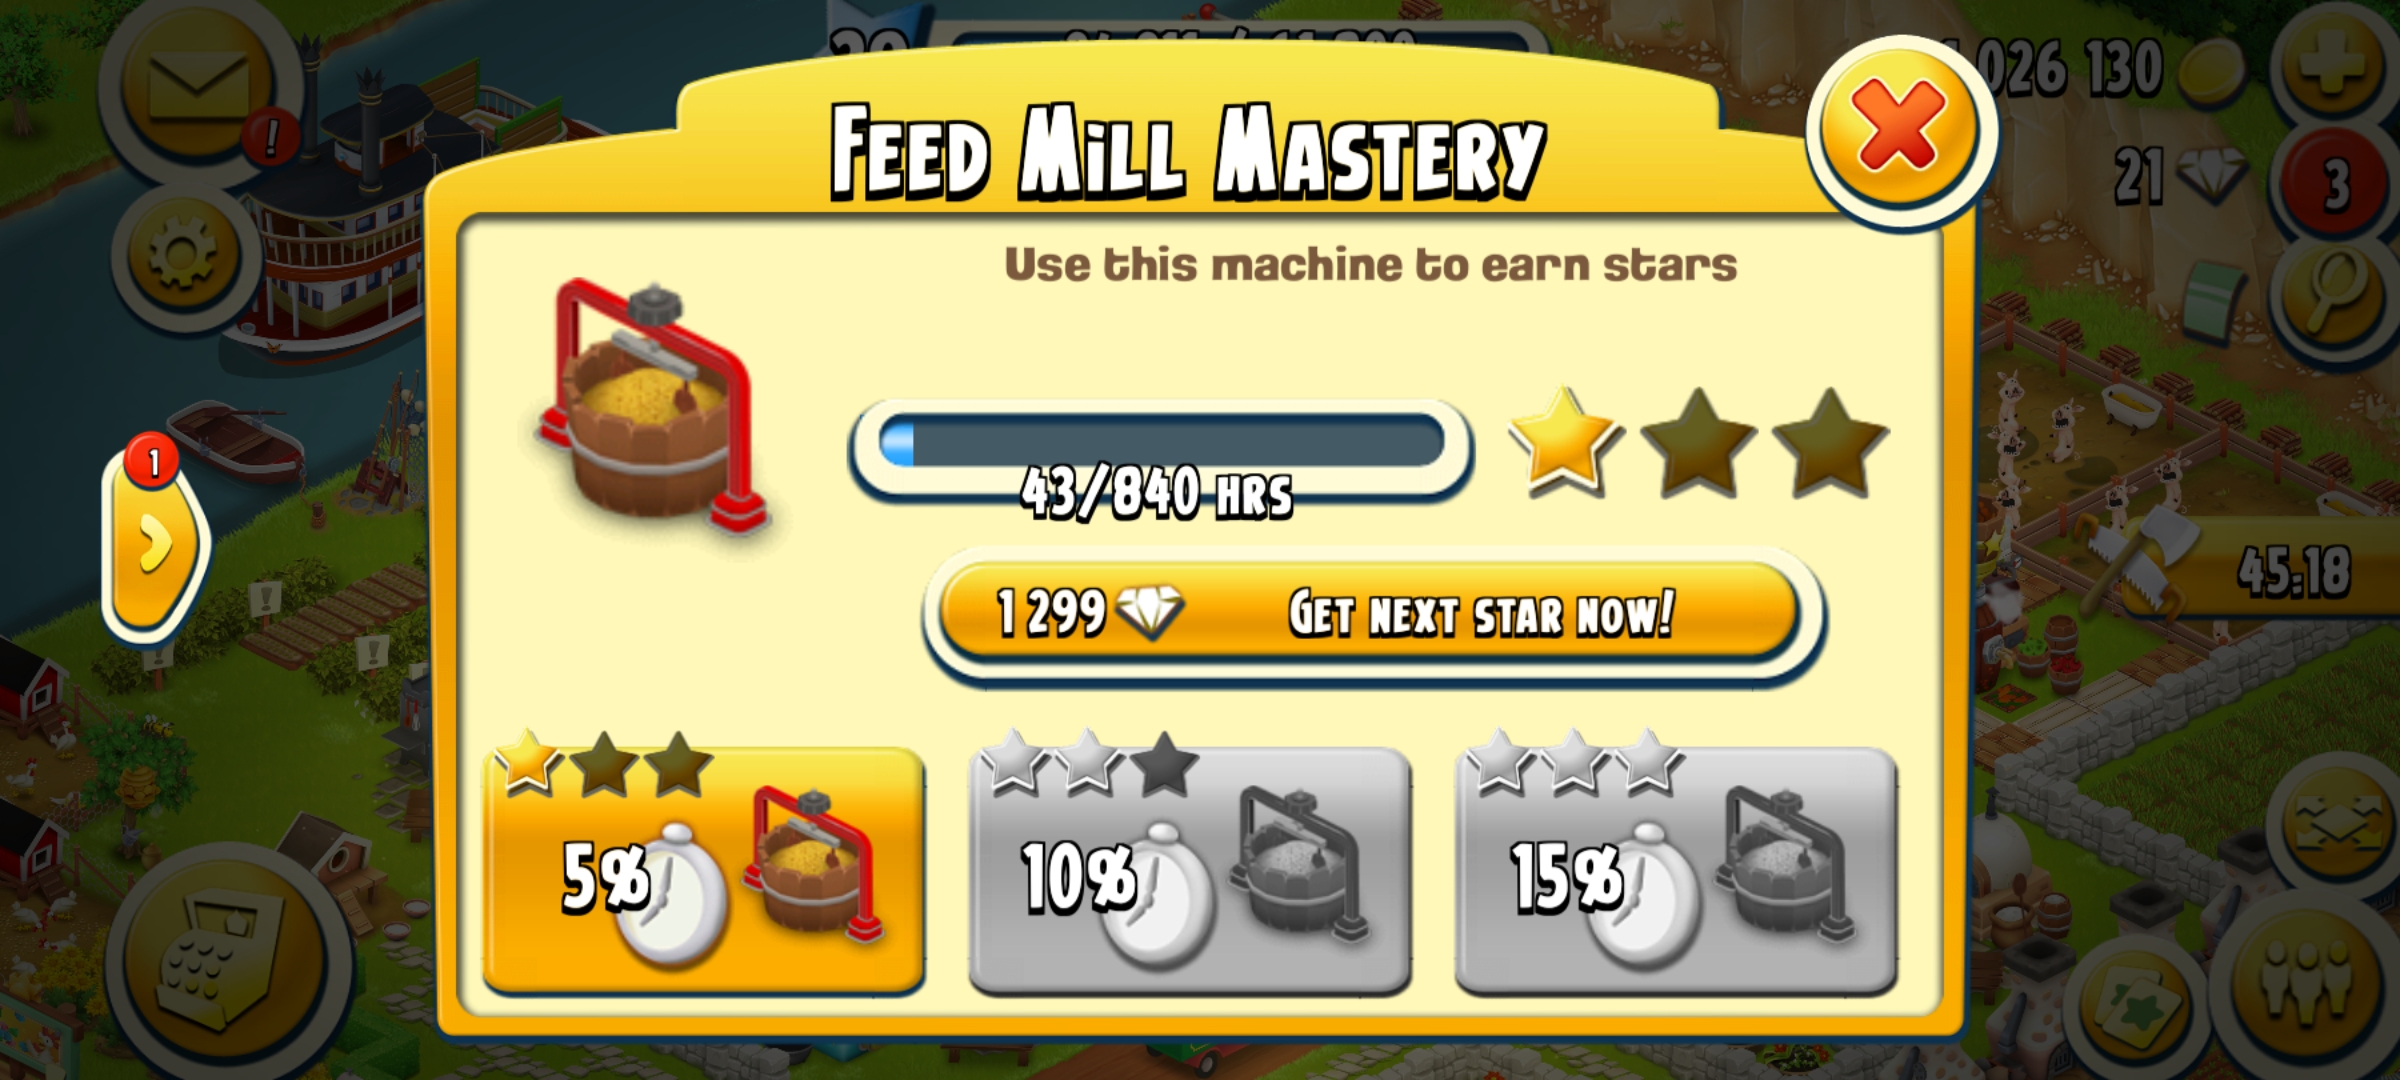 FEED MILL MASTERY
026 130
21
3
Use this machine to earn stars
!
1
43/840 HRS
45:18
1 299 GET NEXT STAR NOW!
5%
10%
15%